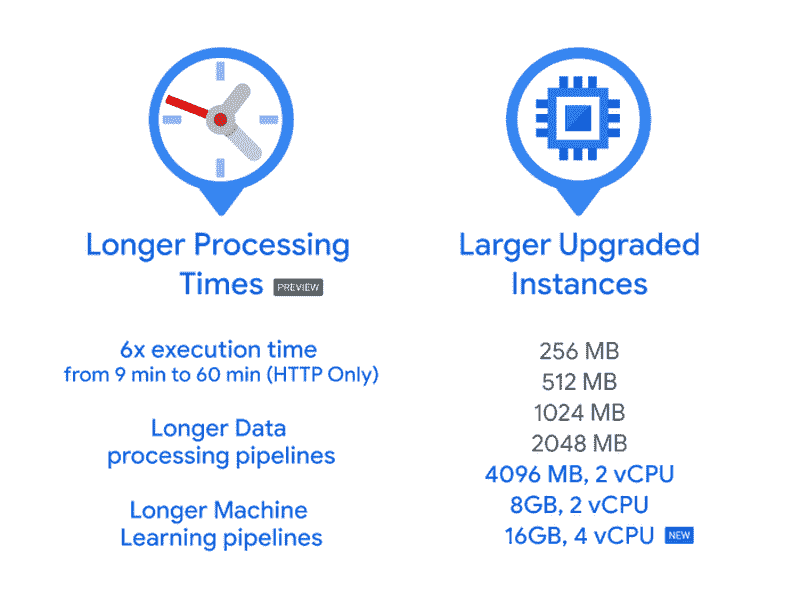 Longer Processing
Times PREVIEW
6x execution time
from 9 min to 60 min (HTTP Only)
Longer Data
processing pipelines
Longer Machine
Learning pipelines
Larger Upgraded
Instances
256 MB
512 MB
1024 MB
2048 MB
4096 MB, 2 vCPU
8GB, 2 vCPU
16GB, 4 vCPU NEW